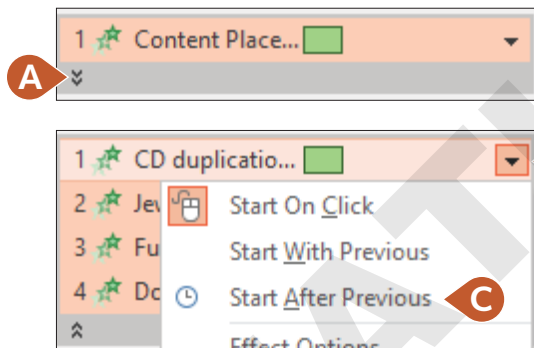 1 Content Place...
A
1 CD duplicatio...
2 Jev
Start On Click
3 Fu
Start With Previous
4 Dc
Start After Previous C
Effect Options